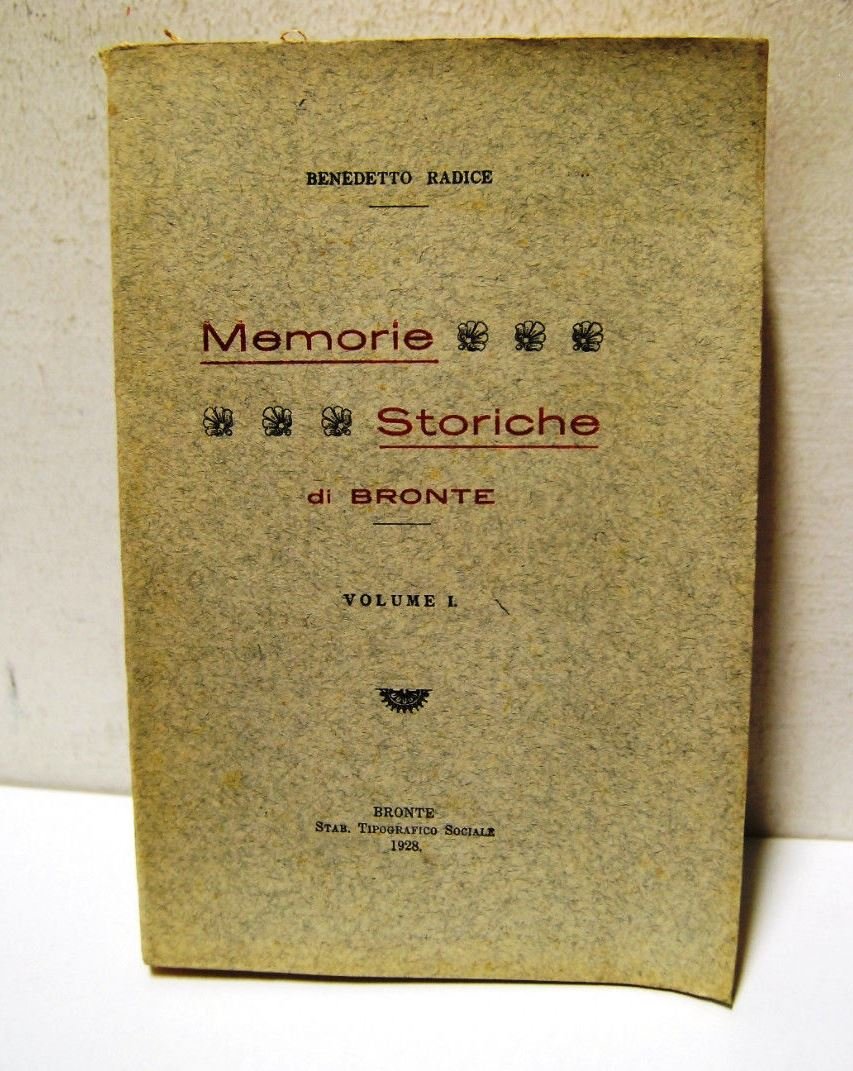 BENEDETTO RADICE
Memorie
Storiche
di BRONTE
VOLUME I.
BRONTE
STAB. TIPOGRAFICO SOCIALE
1928.